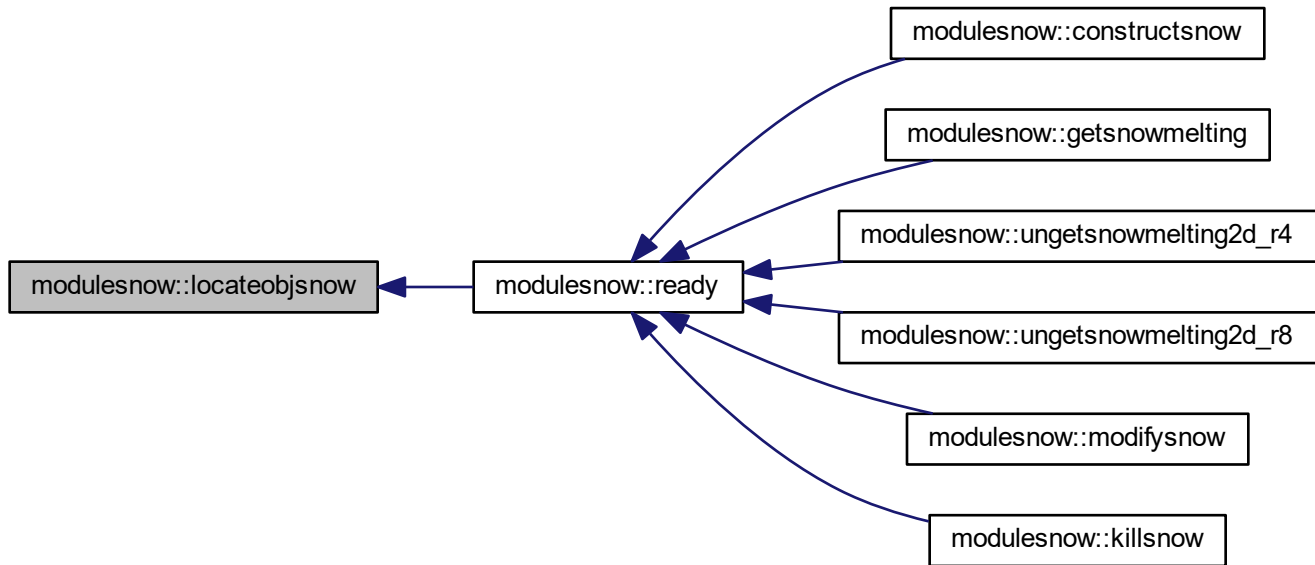 modulesnow::constructsnow
modulesnow::getsnowmelting
modulesnow::ungetsnowmelting2d_r4
modulesnow::locateobjsnow
modulesnow::ready
modulesnow::ungetsnowmelting2d_r8
modulesnow::modifysnow
modulesnow::killsnow